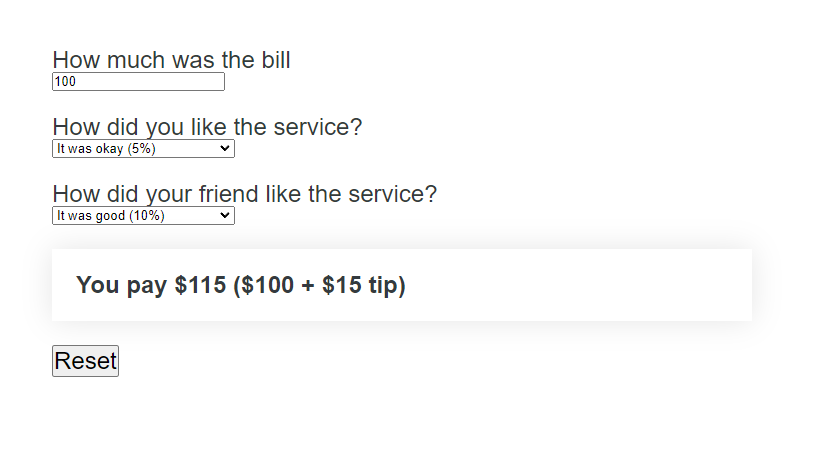 How much was the bill
100
How did you like the service?
It was okay (5%)
How did your friend like the service?
It was good (10%)
You pay $115 ($100 + $15 tip)
Reset